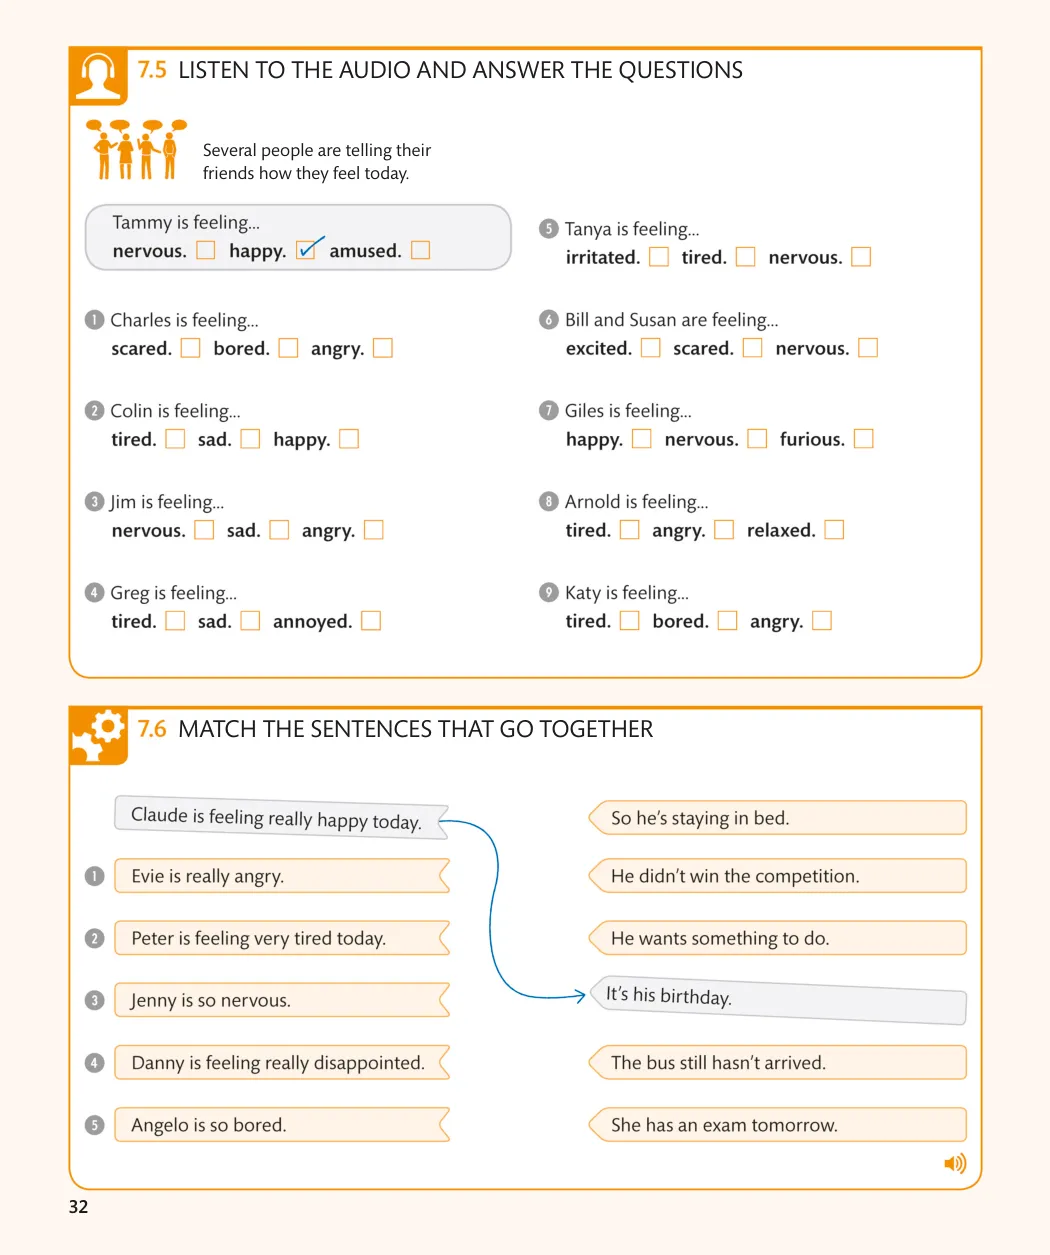 7.5 LISTEN TO THE AUDIO AND ANSWER THE QUESTIONS
Several people are telling their
friends how they feel today.
Tammy is feeling...
nervous. happy. amused.
1 Charles is feeling...
scared. bored. angry.
2 Colin is feeling...
tired. sad. happy.
3 Jim is feeling...
nervous. sad. angry.
4 Greg is feeling...
tired. sad. annoyed.
5 Tanya is feeling...
irritated. tired. nervous.
6 Bill and Susan are feeling...
excited. scared. nervous.
7 Giles is feeling...
happy. nervous. furious.
8 Arnold is feeling...
tired. angry. relaxed.
9 Katy is feeling...
tired. bored. angry.
7.6 MATCH THE SENTENCES THAT GO TOGETHER
Claude is feeling really happy today.
1 Evie is really angry.
2 Peter is feeling very tired today.
3 Jenny is so nervous.
4 Danny is feeling really disappointed.
5 Angelo is so bored.
So he's staying in bed.
He didn't win the competition.
He wants something to do.
It's his birthday.
The bus still hasn't arrived.
She has an exam tomorrow.
32